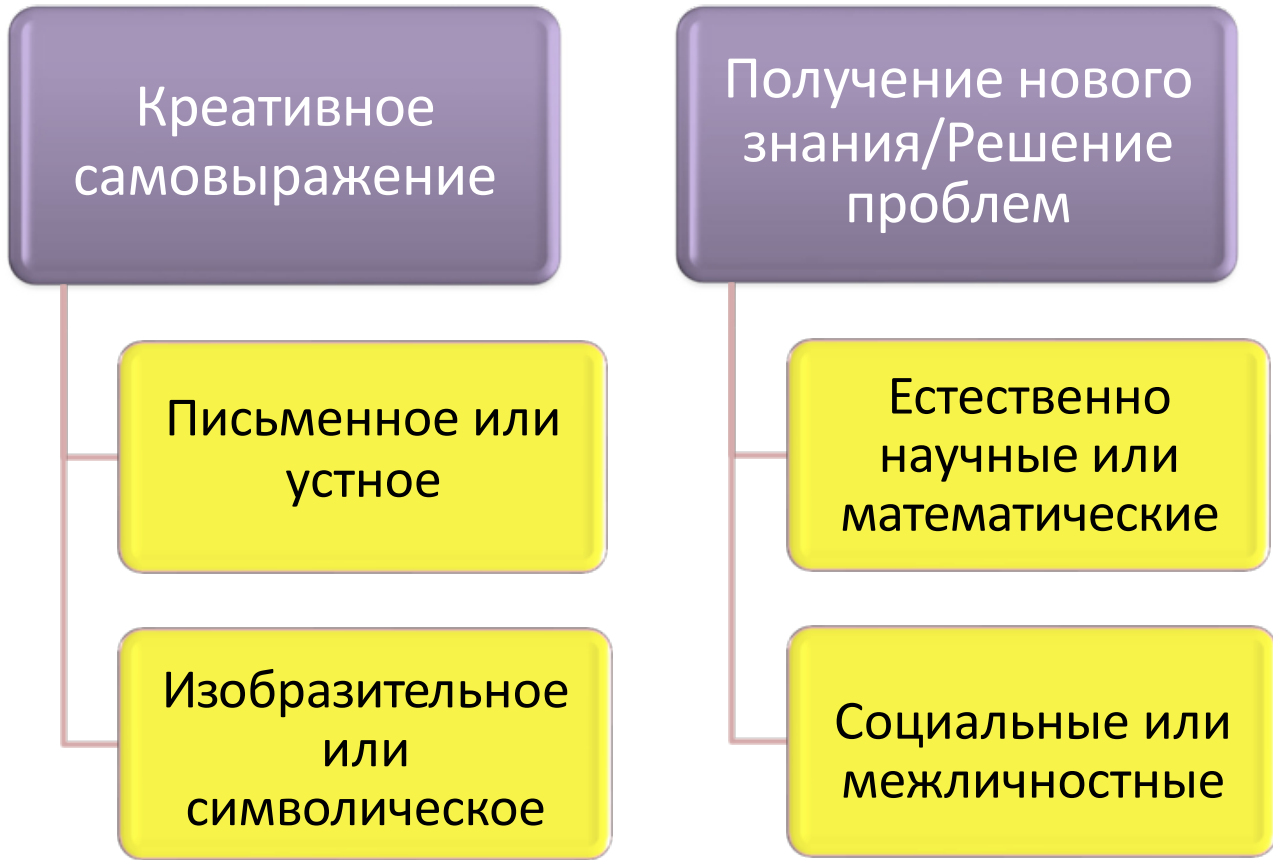 Креативное
самовыражение
Письменное или
устное
Изобразительное
или
символическое
Получение нового
знания/Решение
проблем
Естественно
научные или
математические
Социальные или
межличностные